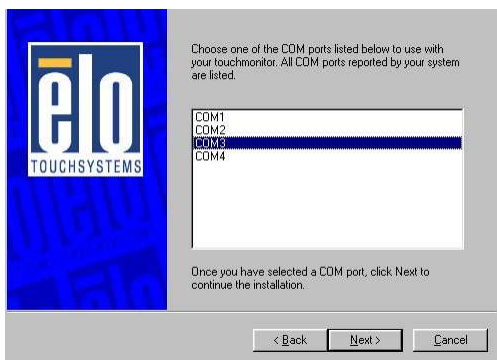 elo
TOUCHSYSTEMS
Choose one of the COM ports listed below to use with
your touchmonitor. All COM ports reported by your system
are listed.
COM1
COM2
COM3
COM4
Once you have selected a COM port, click Next to
continue the installation.
< Back
Next >
Cancel